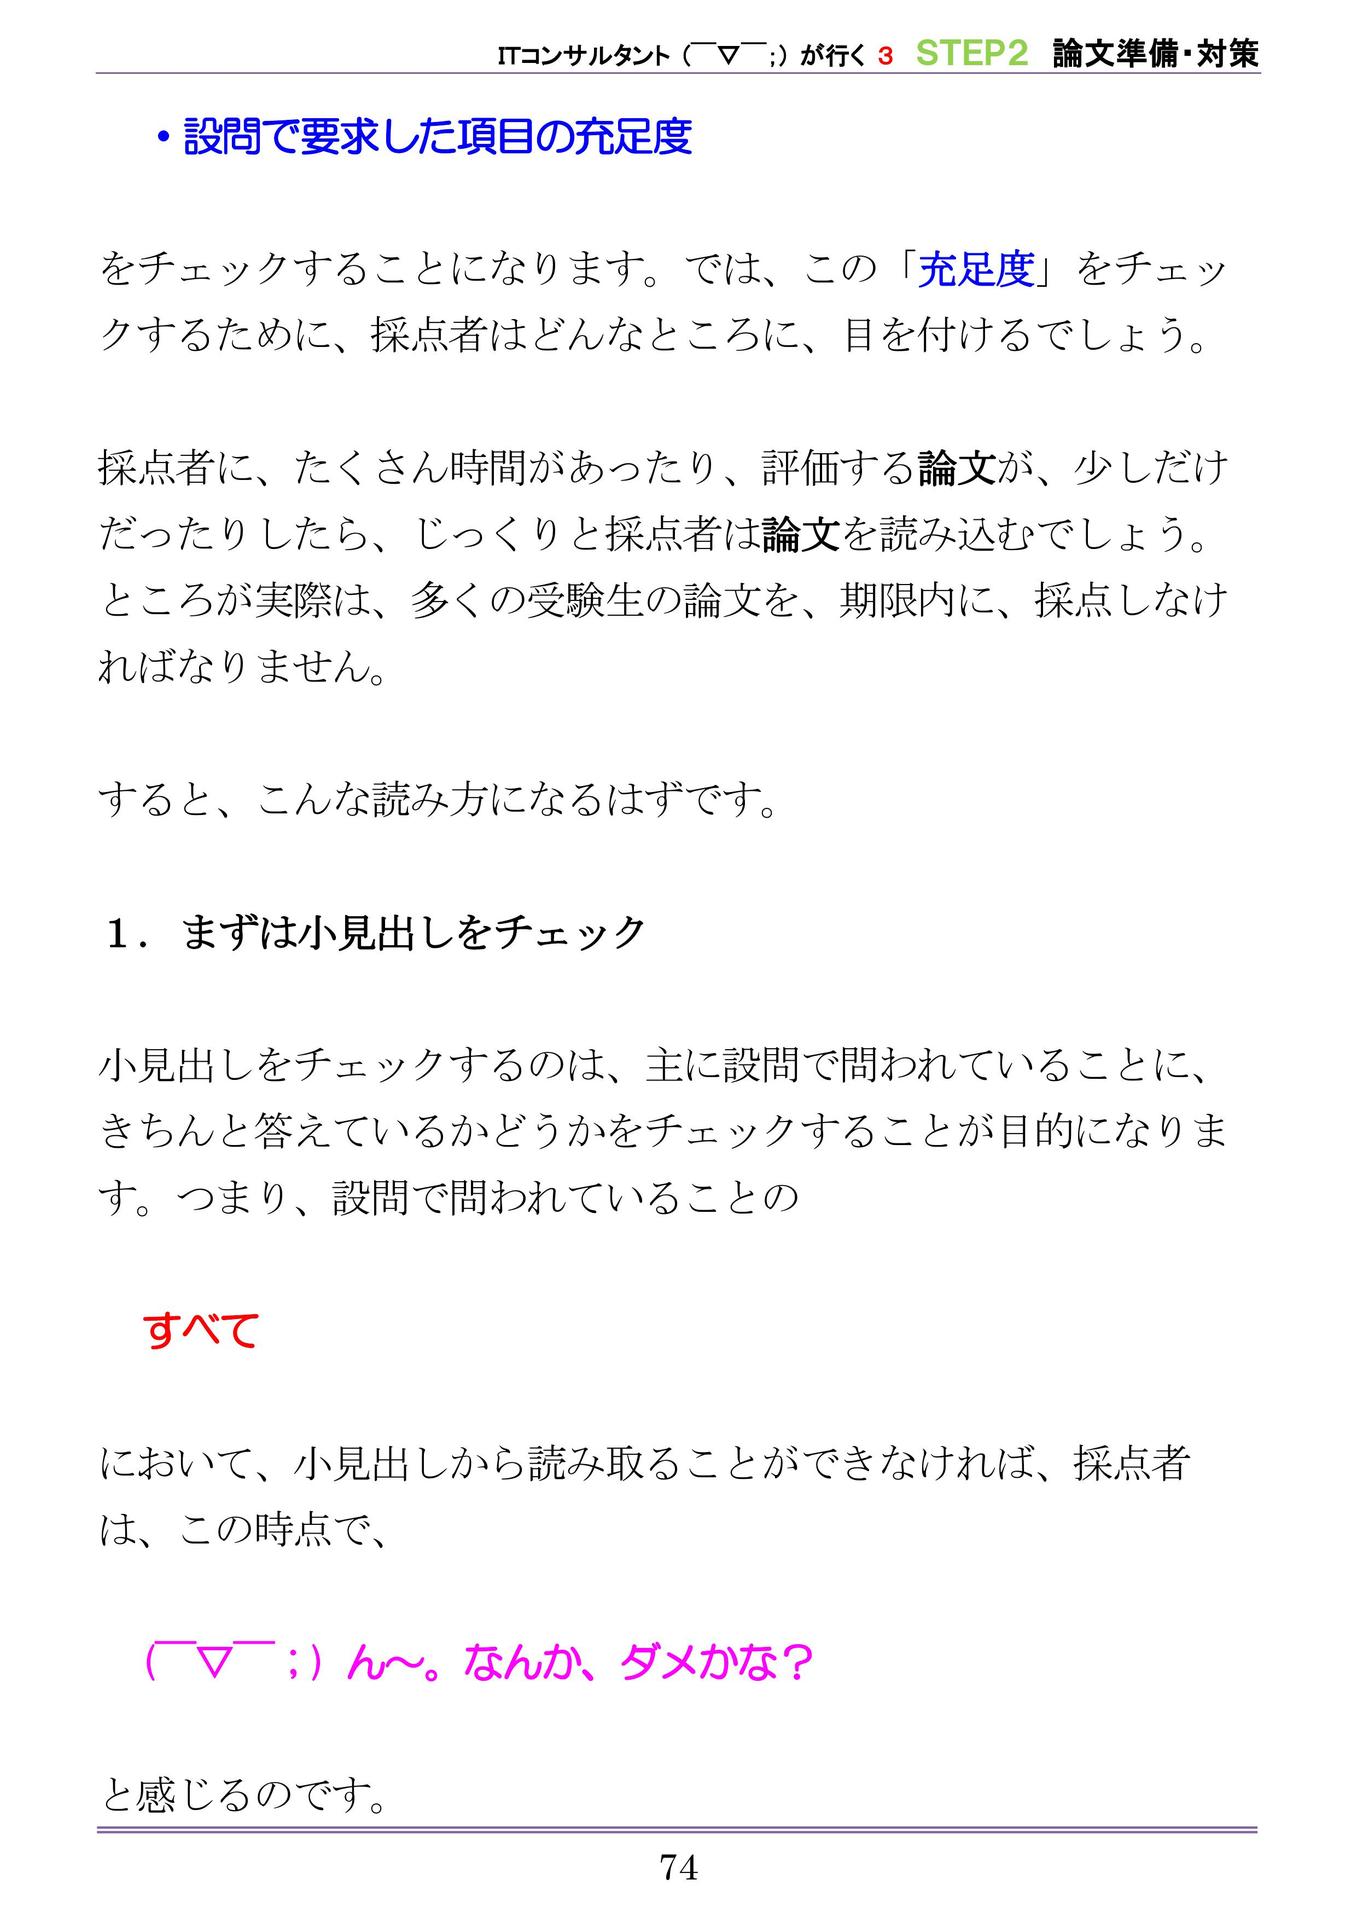 ITコンサルタント（￣▽￣;）が行く 3 STEP2 論文準備・対策
・設問で要求した項目の充足度
をチェックすることになります。では、この「充足度」をチェッ
クするために、採点者はどんなところに、目を付けるでしょう。
採点者に、たくさん時間があったり、評価する論文が、少しだけ
だったりしたら、じっくりと採点者は論文を読み込むでしょう。
ところが実際は、多くの受験生の論文を、期限内に、採点しなけ
ればなりません。
すると、こんな読み方になるはずです。
１．まずは小見出しをチェック
小見出しをチェックするのは、主に設問で問われていることに、
きちんと答えているかどうかをチェックすることが目的になりま
す。つまり、設問で問われていることの
すべて
において、小見出しから読み取ることができなければ、採点者
は、この時点で、
（￣▽￣；）ん～。なんか、ダメかな？
と感じるのです。
74